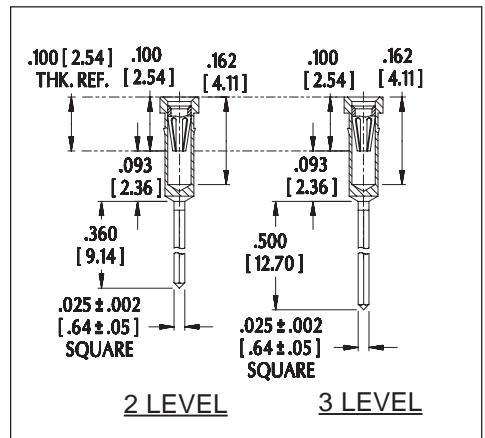 .100 [ 2.54 ]
THK. REF.
.100
[ 2.54 ]
.162
[ 4.11 ]
.093
[ 2.36 ]
.360
[ 9.14 ]
.025 ± .002
[ .64 ± .05 ]
SQUARE
2 LEVEL
.100
[ 2.54 ]
.162
[ 4.11 ]
.093
[ 2.36 ]
.500
[ 12.70 ]
.025 ± .002
[ .64 ± .05 ]
SQUARE
3 LEVEL